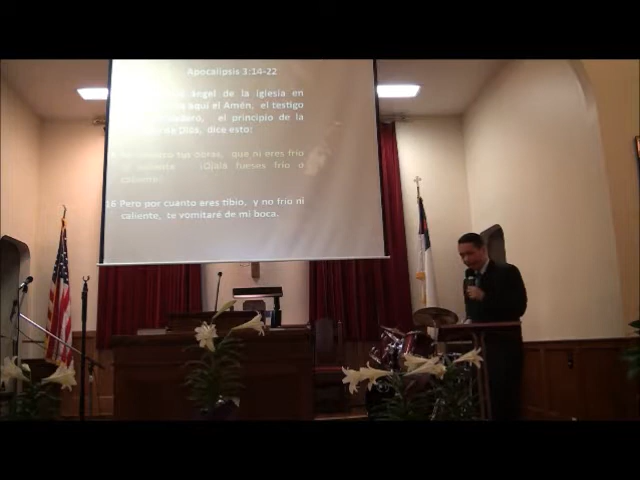 Apocalipsis 3:14-22
ángel de la iglesia en
aquí el Amén, el testigo
el principio de la
Dios, dice esto:
tus obras, que ni eres frío
¡Ojalá fueses frío o
16 Pero por cuanto eres tibio, y no frío ni
caliente, te vomitaré de mi boca.